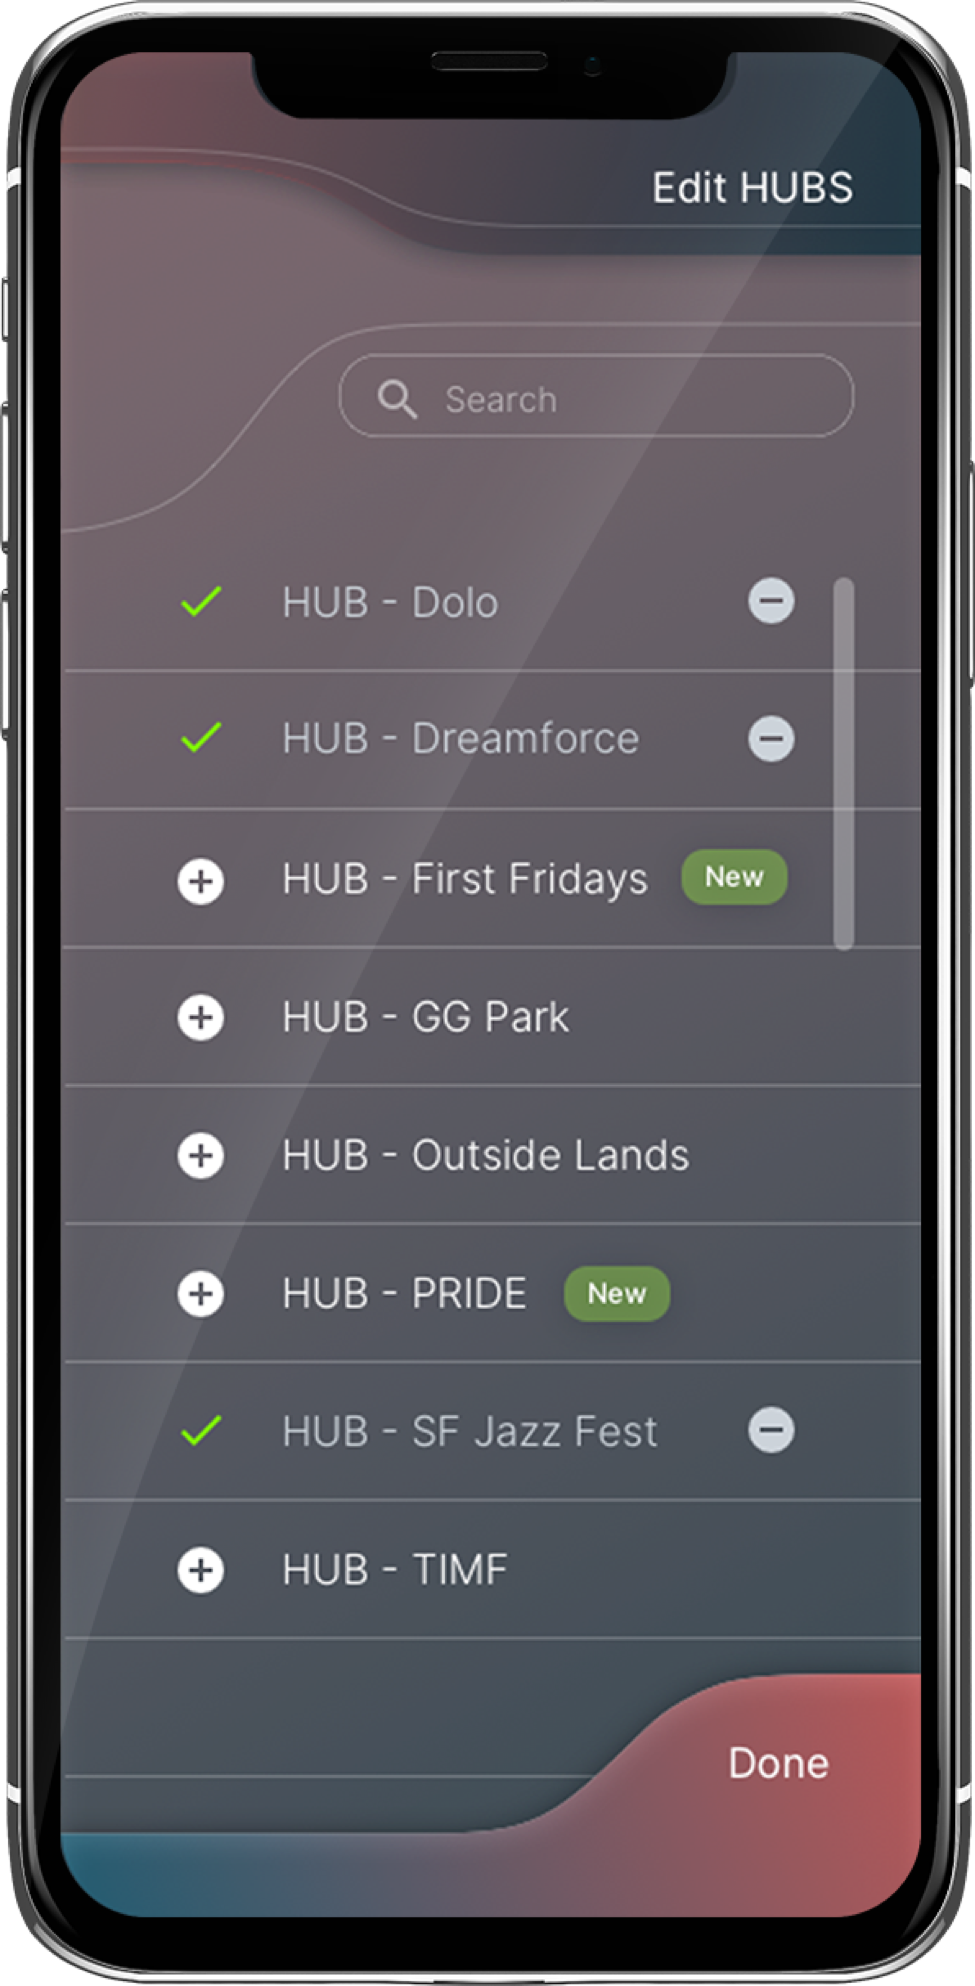 Edit HUBS
Search
HUB - Dolo
HUB - Dreamforce
HUB - First Fridays New
HUB - GG Park
HUB - Outside Lands
HUB - PRIDE New
HUB - SF Jazz Fest
HUB - TIMF
Done